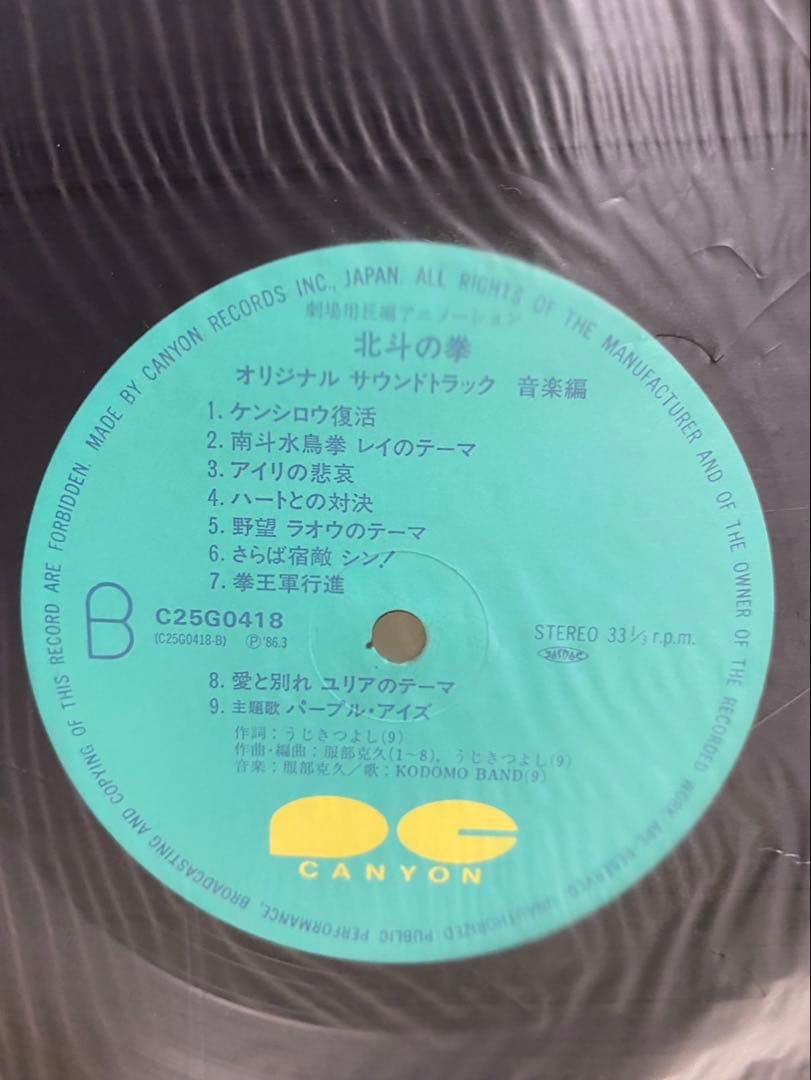 MADE BY CANYON RECORDS INC., JAPAN. ALL RIGHTS OF THE MANUFACTURER AND OF THE OWNER OF THE RECORDED WORK ARE RESERVED UNAUTHORIZED PUBLIC PERFORMANCE, BROADCASTING AND COPYING OF THIS RECORD ARE FORBIDDEN.
劇場用巨編アニメーション
北斗の拳
オリジナル サウンドトラック 音楽編
1. ケンシロウ復活
2. 南斗水鳥拳 レイのテーマ
3. アイリの悲哀
4. ハートとの対決
5. 野望 ラオウのテーマ
6. さらば宿敵 シン!
7. 拳王軍行進
B
C25G0418
(C25G0418-B) Ⓟ'86.3
STEREO 33 1/3 r.p.m.
8. 愛と別れ ユリアのテーマ
9. 主題歌 パープル・アイズ
作詞:うじきつよし(9)
作曲・編曲:服部克久(1~8), うじきつよし(9)
音楽:服部克久/歌:KODOMO BAND(9)
CANYON